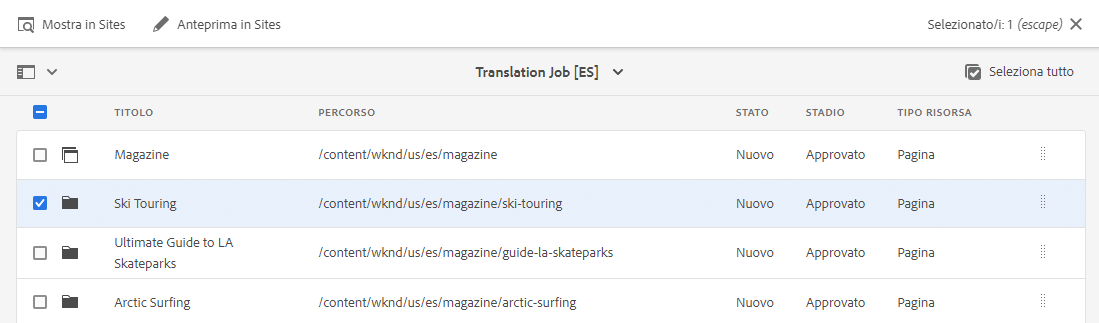 Mostra in Sites Anteprima in Sites Selezionato/i: 1 (escape)
Translation Job [ES] Seleziona tutto
TITOLO PERCORSO STATO STADIO TIPO RISORSA
Magazine /content/wknd/us/es/magazine Nuovo Approvato Pagina
Ski Touring /content/wknd/us/es/magazine/ski-touring Nuovo Approvato Pagina
Ultimate Guide to LA
Skateparks /content/wknd/us/es/magazine/guide-la-skateparks Nuovo Approvato Pagina
Arctic Surfing /content/wknd/us/es/magazine/arctic-surfing Nuovo Approvato Pagina